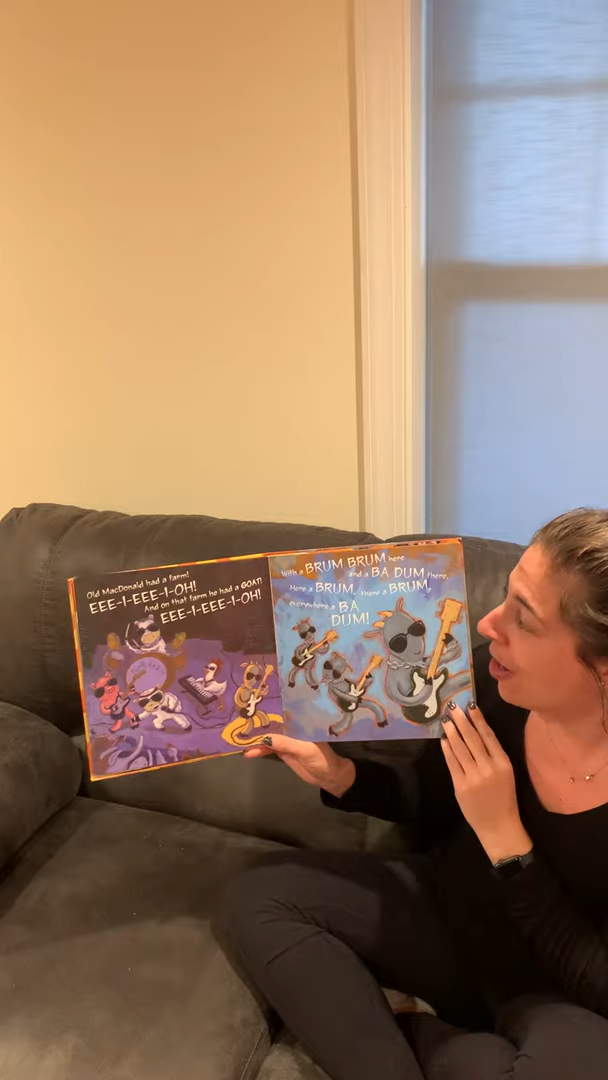 Old MacDonald had a farm!
EEE-I-EEE-I-OH!
And on that farm he had a GOAT!
EEE-I-EEE-I-OH!
With a BRUM BRUM here
and a BA DUM there,
Here a BRUM, there a BRUM,
everywhere a BA
DUM!